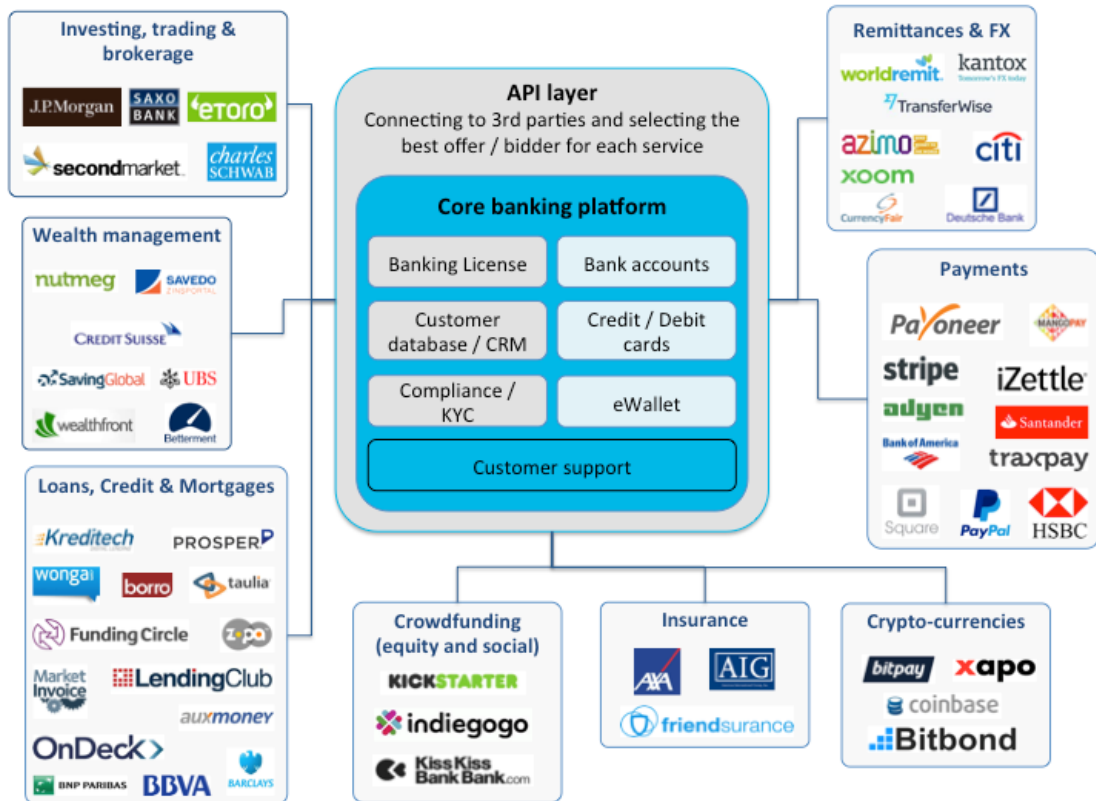 Investing, trading &
brokerage
J.P.Morgan
SAXO
BANK
eToro
secondmarket
charles
SCHWAB
Wealth management
nutmeg
SAVEDO
ZINSPORTAL
CREDIT SUISSE
SavingGlobal
UBS
wealthfront
Betterment
Loans, Credit & Mortgages
Kreditech
PROSPER
wonga
borro
taulia
Funding Circle
ZOPA
Market
Invoice
LendingClub
auxmoney
OnDeck>
BNP PARIBAS
BBVA
BARCLAYS
API layer
Connecting to 3rd parties and selecting the
best offer / bidder for each service
Core banking platform
Banking License
Bank accounts
Customer
database / CRM
Credit / Debit
cards
Compliance /
KYC
eWallet
Customer support
Remittances & FX
worldremit.
kantox
Tomorrow's FX today
TransferWise
azimo
citi
xoom
CurrencyFair
Deutsche Bank
Payments
Payoneer
MANGOPAY
stripe
iZettle
adyen
Santander
Bank of America
traxpay
Square
PayPal
HSBC
Crowdfunding
(equity and social)
KICKSTARTER
indiegogo
KissKiss
BankBank.com
Insurance
AXA
AIG
friendsurance
Crypto-currencies
bitpay
xapo
coinbase
Bitbond